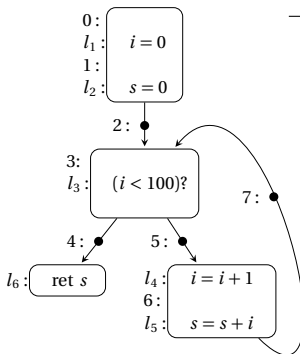 0:
l₁: i = 0
1:
l₂: s = 0
2:
3:
l₃: (i < 100)?
7:
4: 5:
l₆: ret s
l₄: i = i + 1
6:
l₅: s = s + i